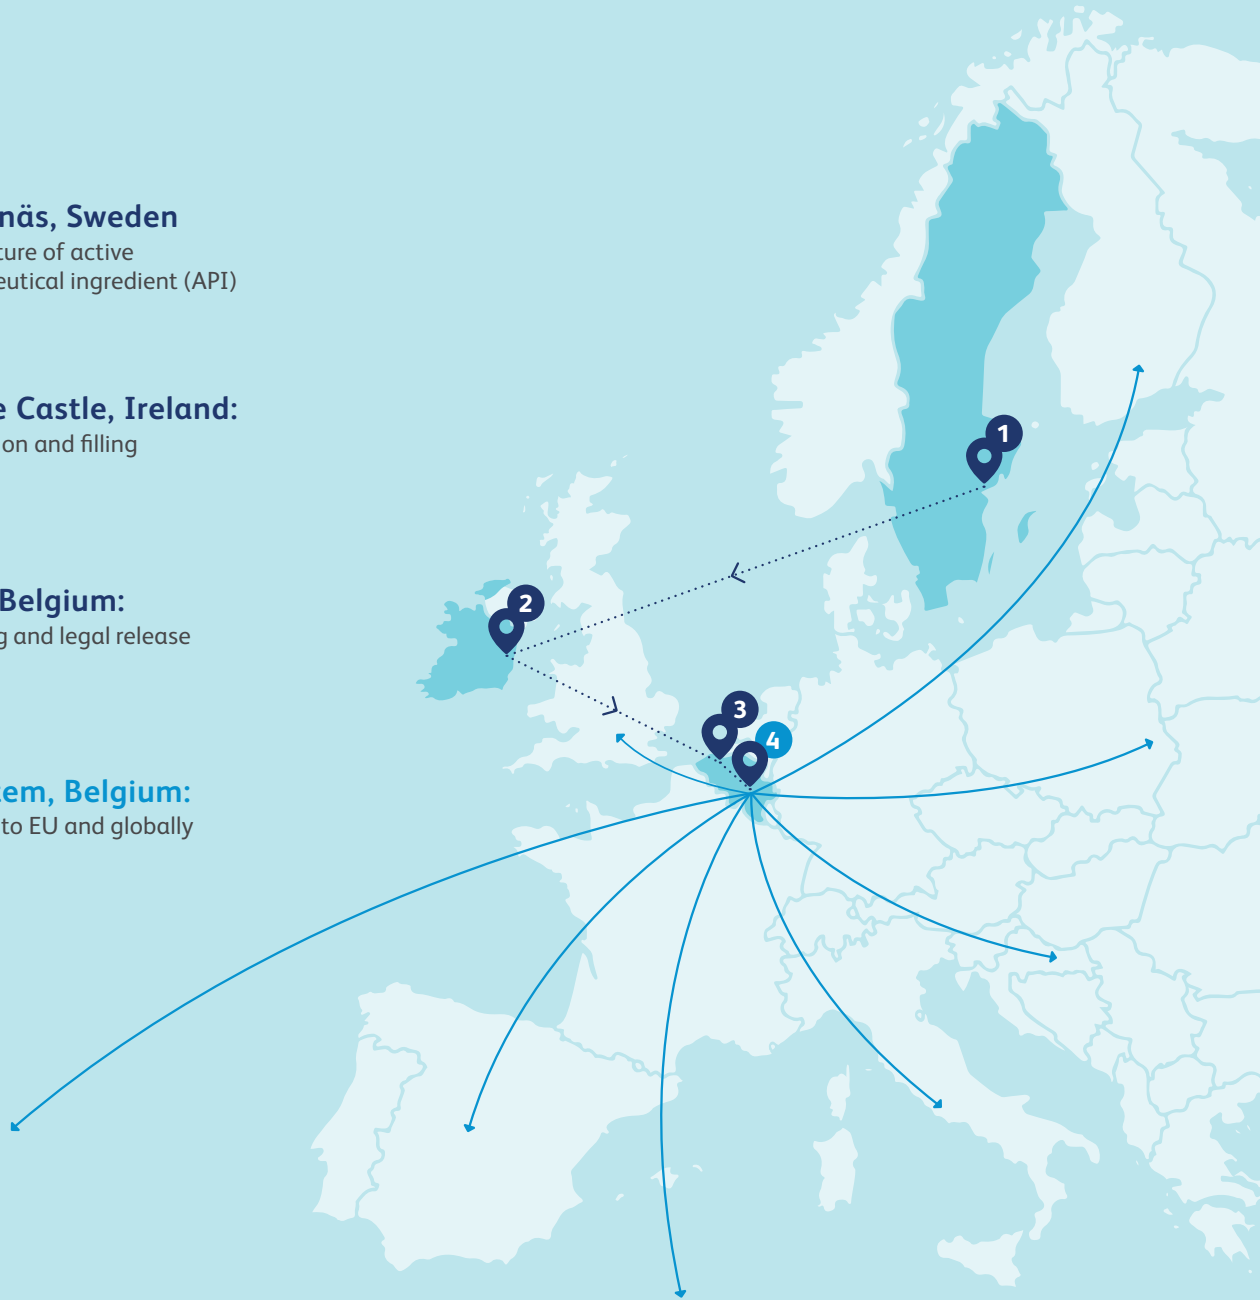 näs, Sweden
ture of active
eutical ingredient (API)
e Castle, Ireland:
on and filling
Belgium:
g and legal release
tem, Belgium:
to EU and globally
1
2
3
4